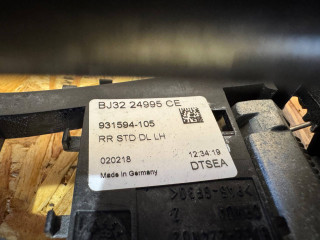 BJ32 24995 CE
931594-105
RR STD DL LH
020218 12:34:19
Made in Germany DTSEA